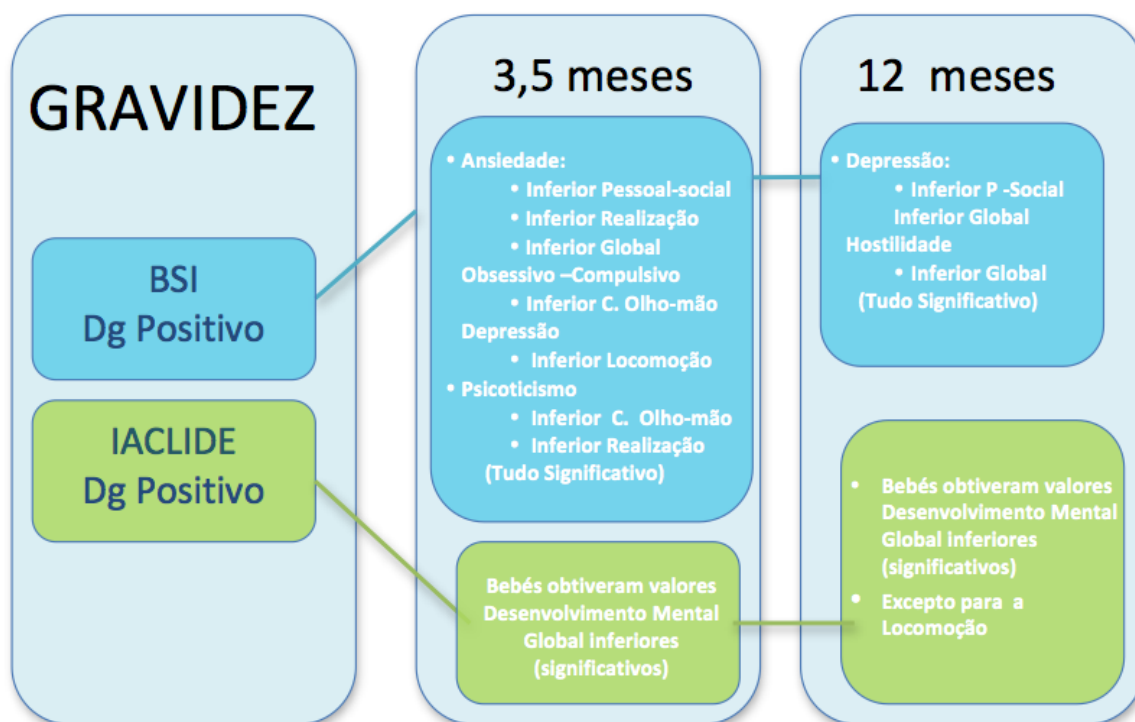 GRAVIDEZ
BSI
Dg Positivo
IACLIDE
Dg Positivo
3,5 meses
• Ansiedade:
• Inferior Pessoal-social
• Inferior Realização
• Inferior Global
Obsessivo –Compulsivo
• Inferior C. Olho-mão
Depressão
• Inferior Locomoção
• Psicoticismo
• Inferior C. Olho-mão
• Inferior Realização
(Tudo Significativo)
Bebés obtiveram valores
Desenvolvimento Mental
Global inferiores
(significativos)
12 meses
• Depressão:
• Inferior P -Social
Inferior Global
Hostilidade
• Inferior Global
(Tudo Significativo)
• Bebés obtiveram valores
Desenvolvimento Mental
Global inferiores
(significativos)
• Excepto para a
Locomoção